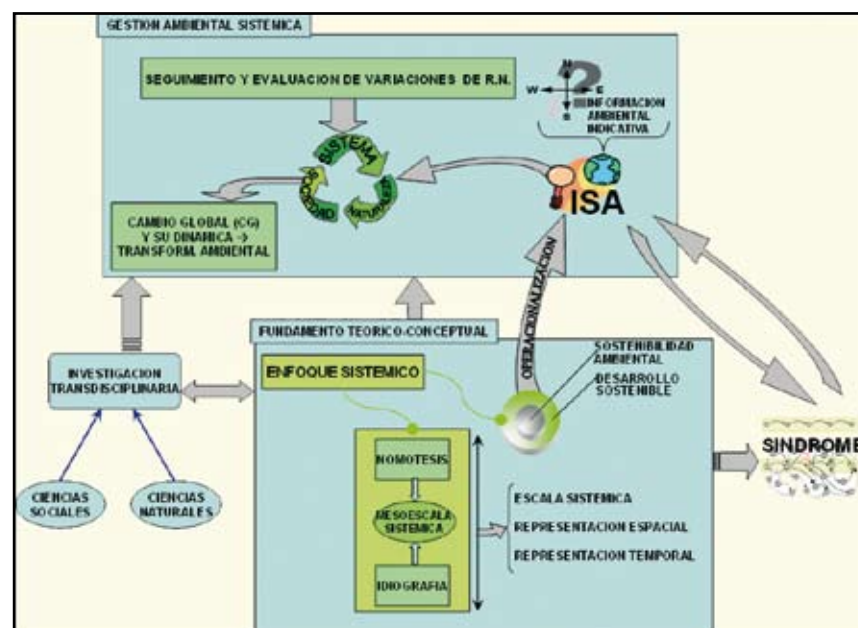 GESTION AMBIENTAL SISTEMICA
SEGUIMIENTO Y EVALUACION DE VARIACIONES DE R.N.
N
W
E
S
?
INFORMACION
AMBIENTAL
INDICATIVA
SISTEMA
SOCIEDAD
NATURALEZA
ISA
CAMBIO GLOBAL (CG)
Y SU DINAMICA →
TRANSFORM. AMBIENTAL
OPERACIONALIZACION
FUNDAMENTO TEORICO-CONCEPTUAL
SOSTENIBILIDAD
AMBIENTAL
DESARROLLO
SOSTENIBLE
ENFOQUE SISTEMICO
INVESTIGACION
TRANSDISCIPLINARIA
SINDROME
NOMOTESIS
MESOESCALA
SISTEMICA
IDIOGRAFIA
ESCALA SISTEMICA
REPRESENTACION ESPACIAL
REPRESENTACION TEMPORAL
CIENCIAS
SOCIALES
CIENCIAS
NATURALES